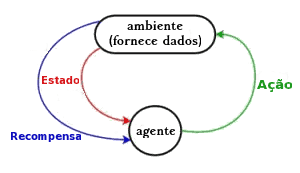 ambiente
(fornece dados)
Estado
Ação
Recompensa
agente